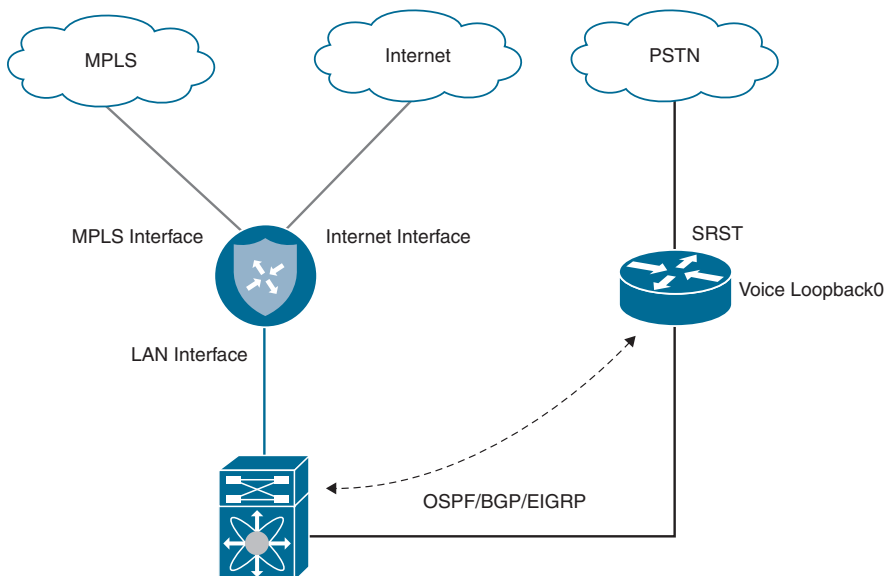 MPLS
Internet
PSTN
MPLS Interface
Internet Interface
SRST
Voice Loopback0
LAN Interface
OSPF/BGP/EIGRP